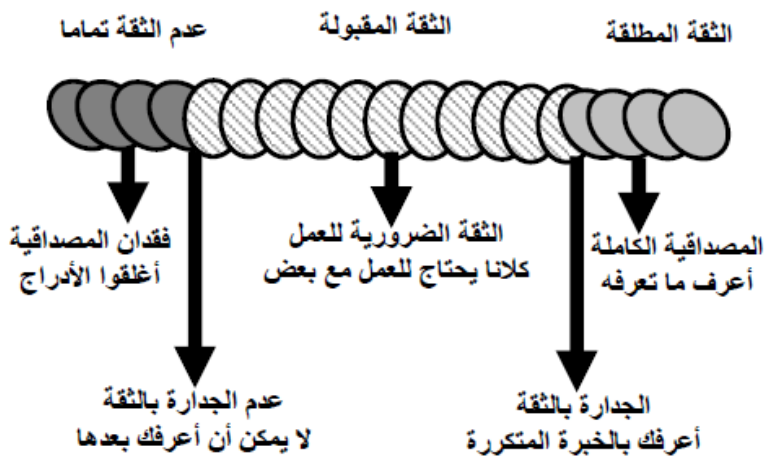 الثقة المطلقة
الثقة المقبولة
عدم الثقة تماما
المصداقية الكاملة
أعرف ما تعرفه
الثقة الضرورية للعمل
كلانا يحتاج للعمل مع بعض
فقدان المصداقية
أغلقوا الأدراج
الجدارة بالثقة
أعرفك بالخبرة المتكررة
عدم الجدارة بالثقة
لا يمكن أن أعرفك بعدها